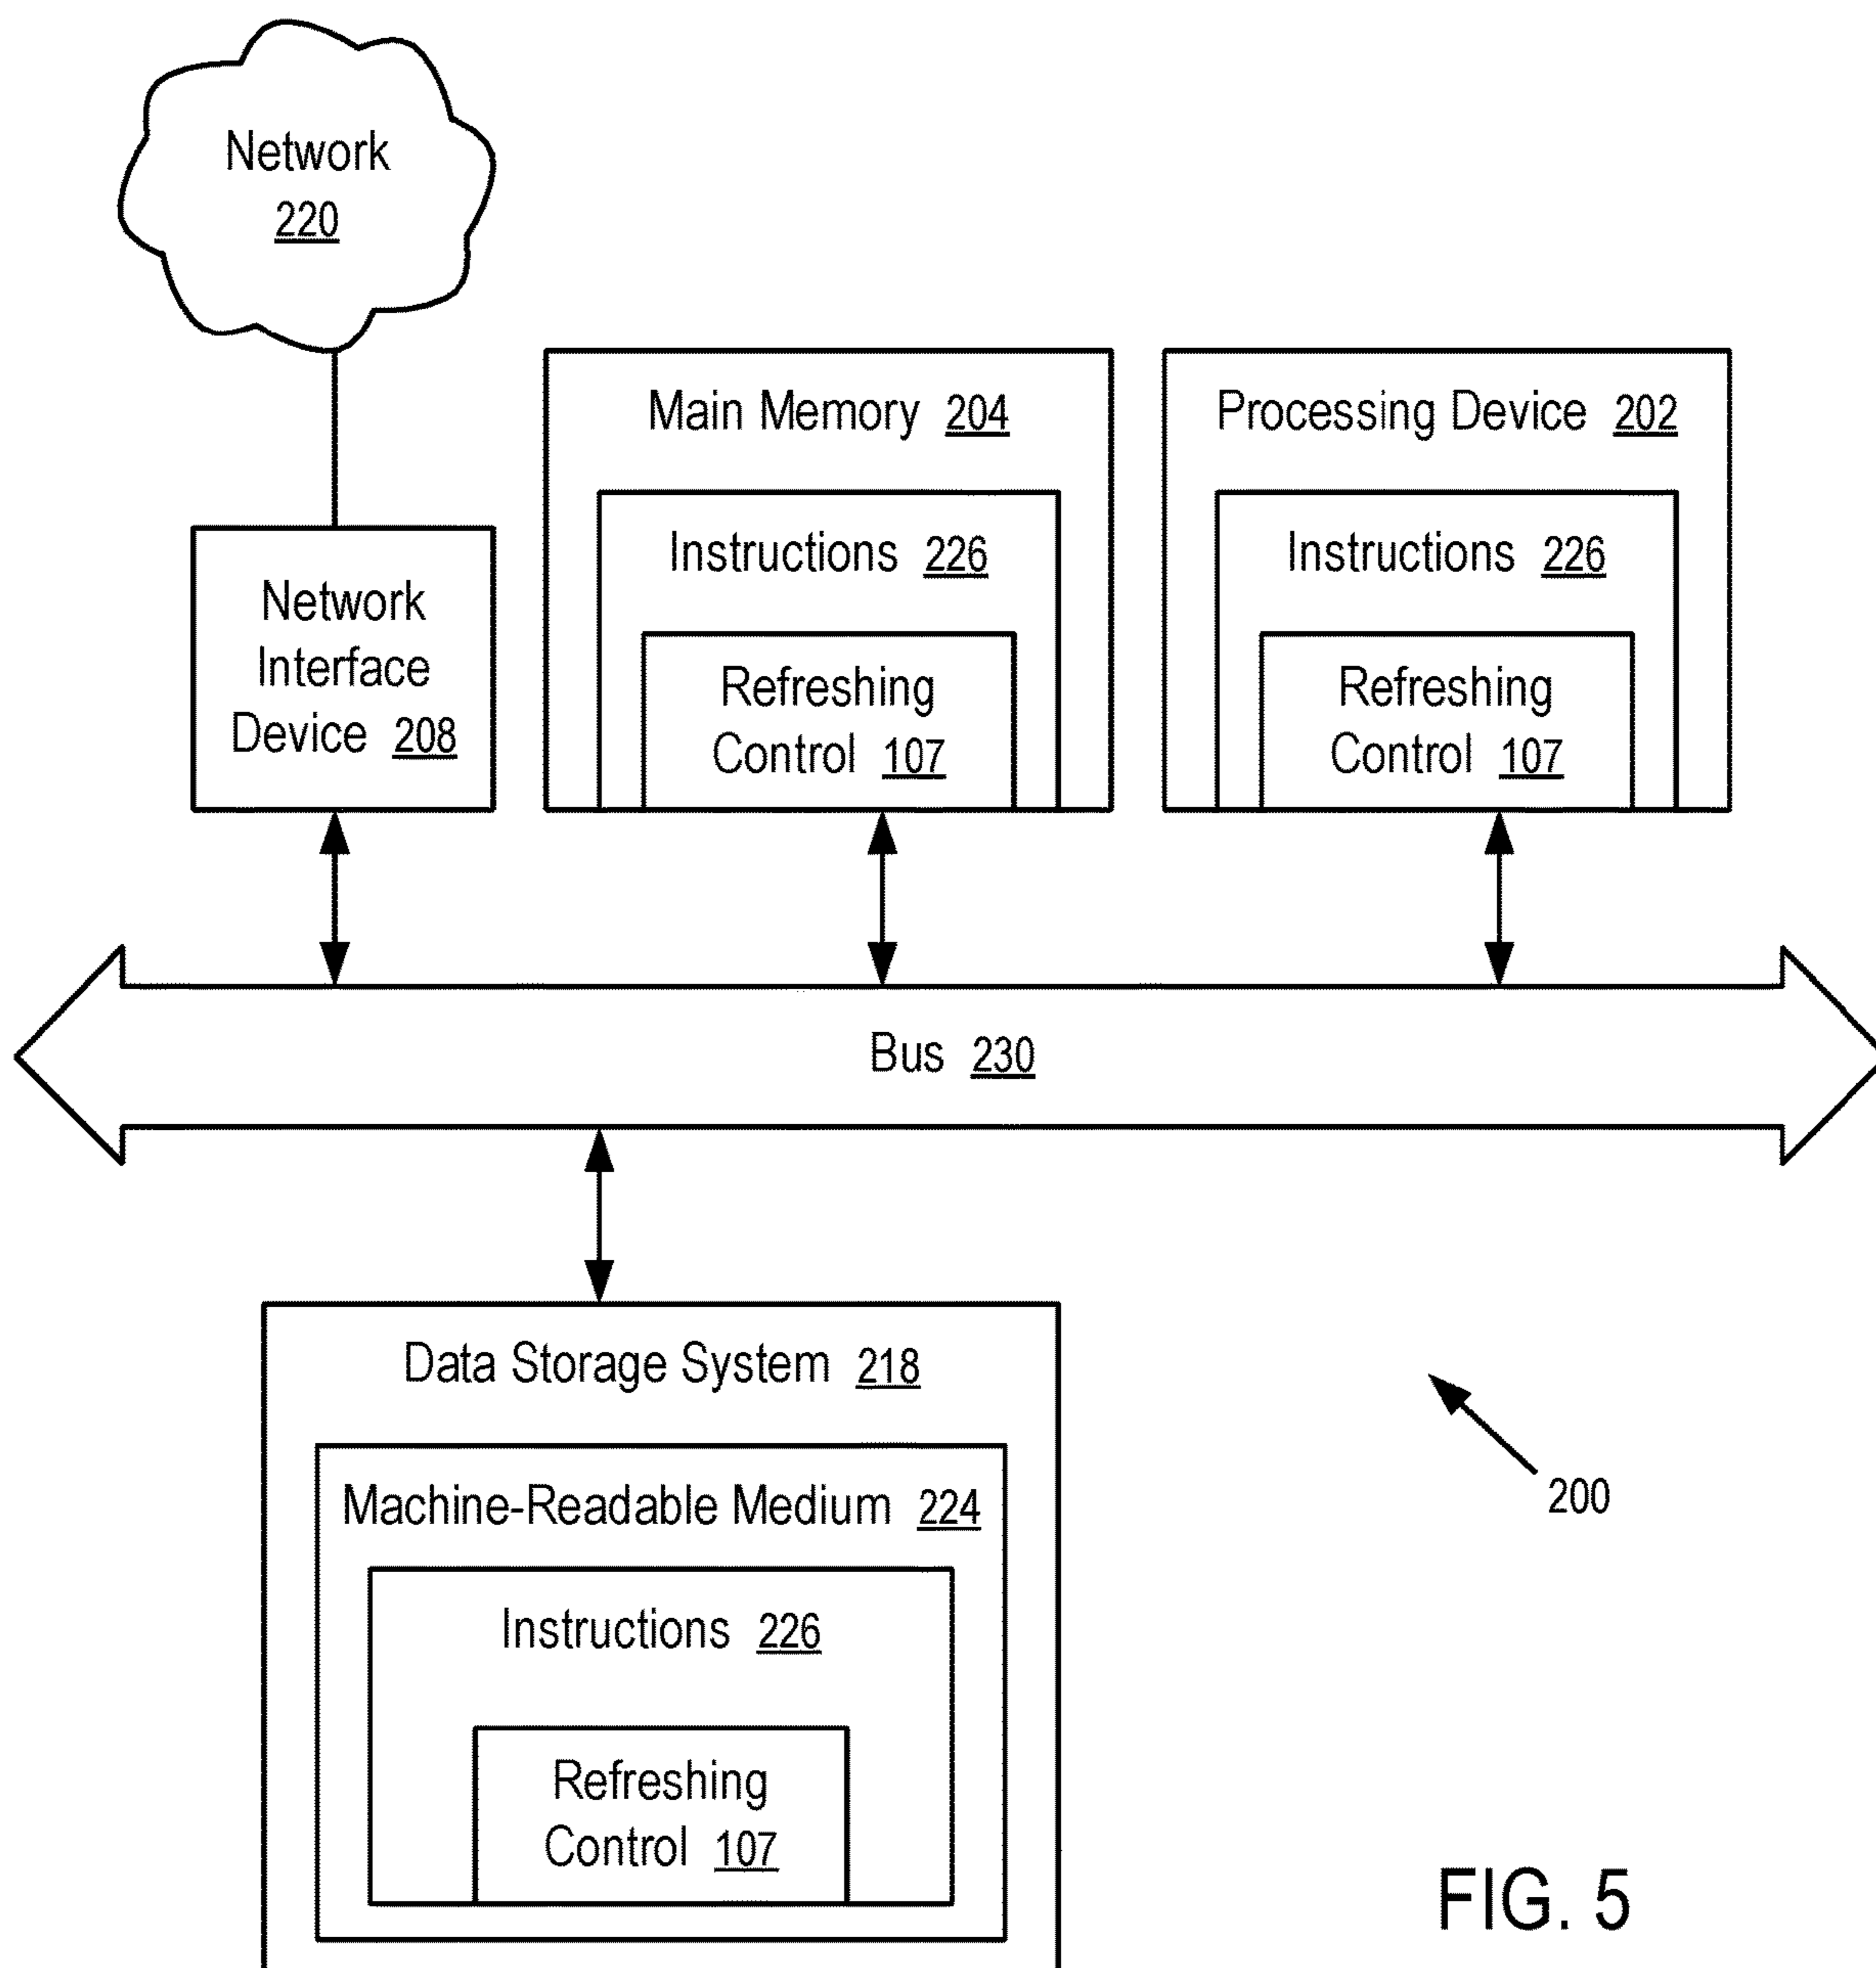 Network
220
Main Memory 204
Processing Device 202
Instructions 226
Instructions 226
Network
Interface
Device 208
Refreshing
Control 107
Refreshing
Control 107
Bus 230
Data Storage System 218
Machine-Readable Medium 224
200
Instructions 226
Refreshing
Control 107
FIG. 5